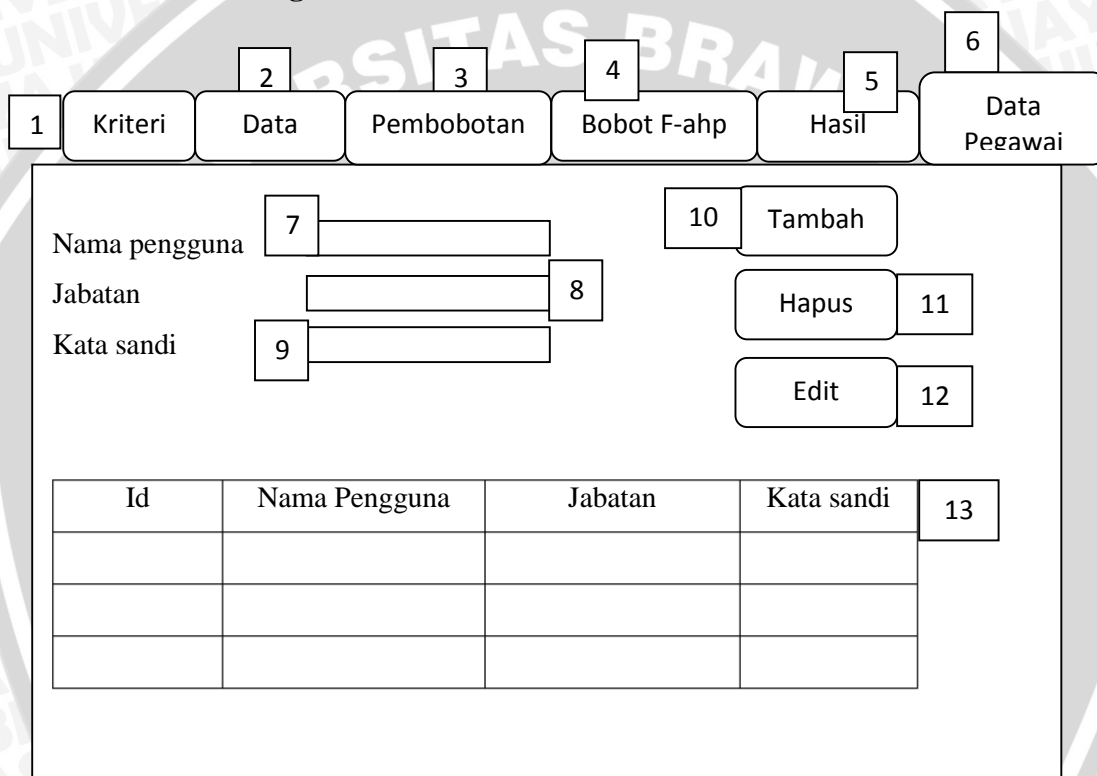 6
2
3
4
5
1
Kriteri
Data
Pembobotan
Bobot F-ahp
Hasil
Data
Pegawai
7
10
Tambah
Nama pengguna
Jabatan
8
Hapus
11
Kata sandi
9
Edit
12
Id
Nama Pengguna
Jabatan
Kata sandi
13